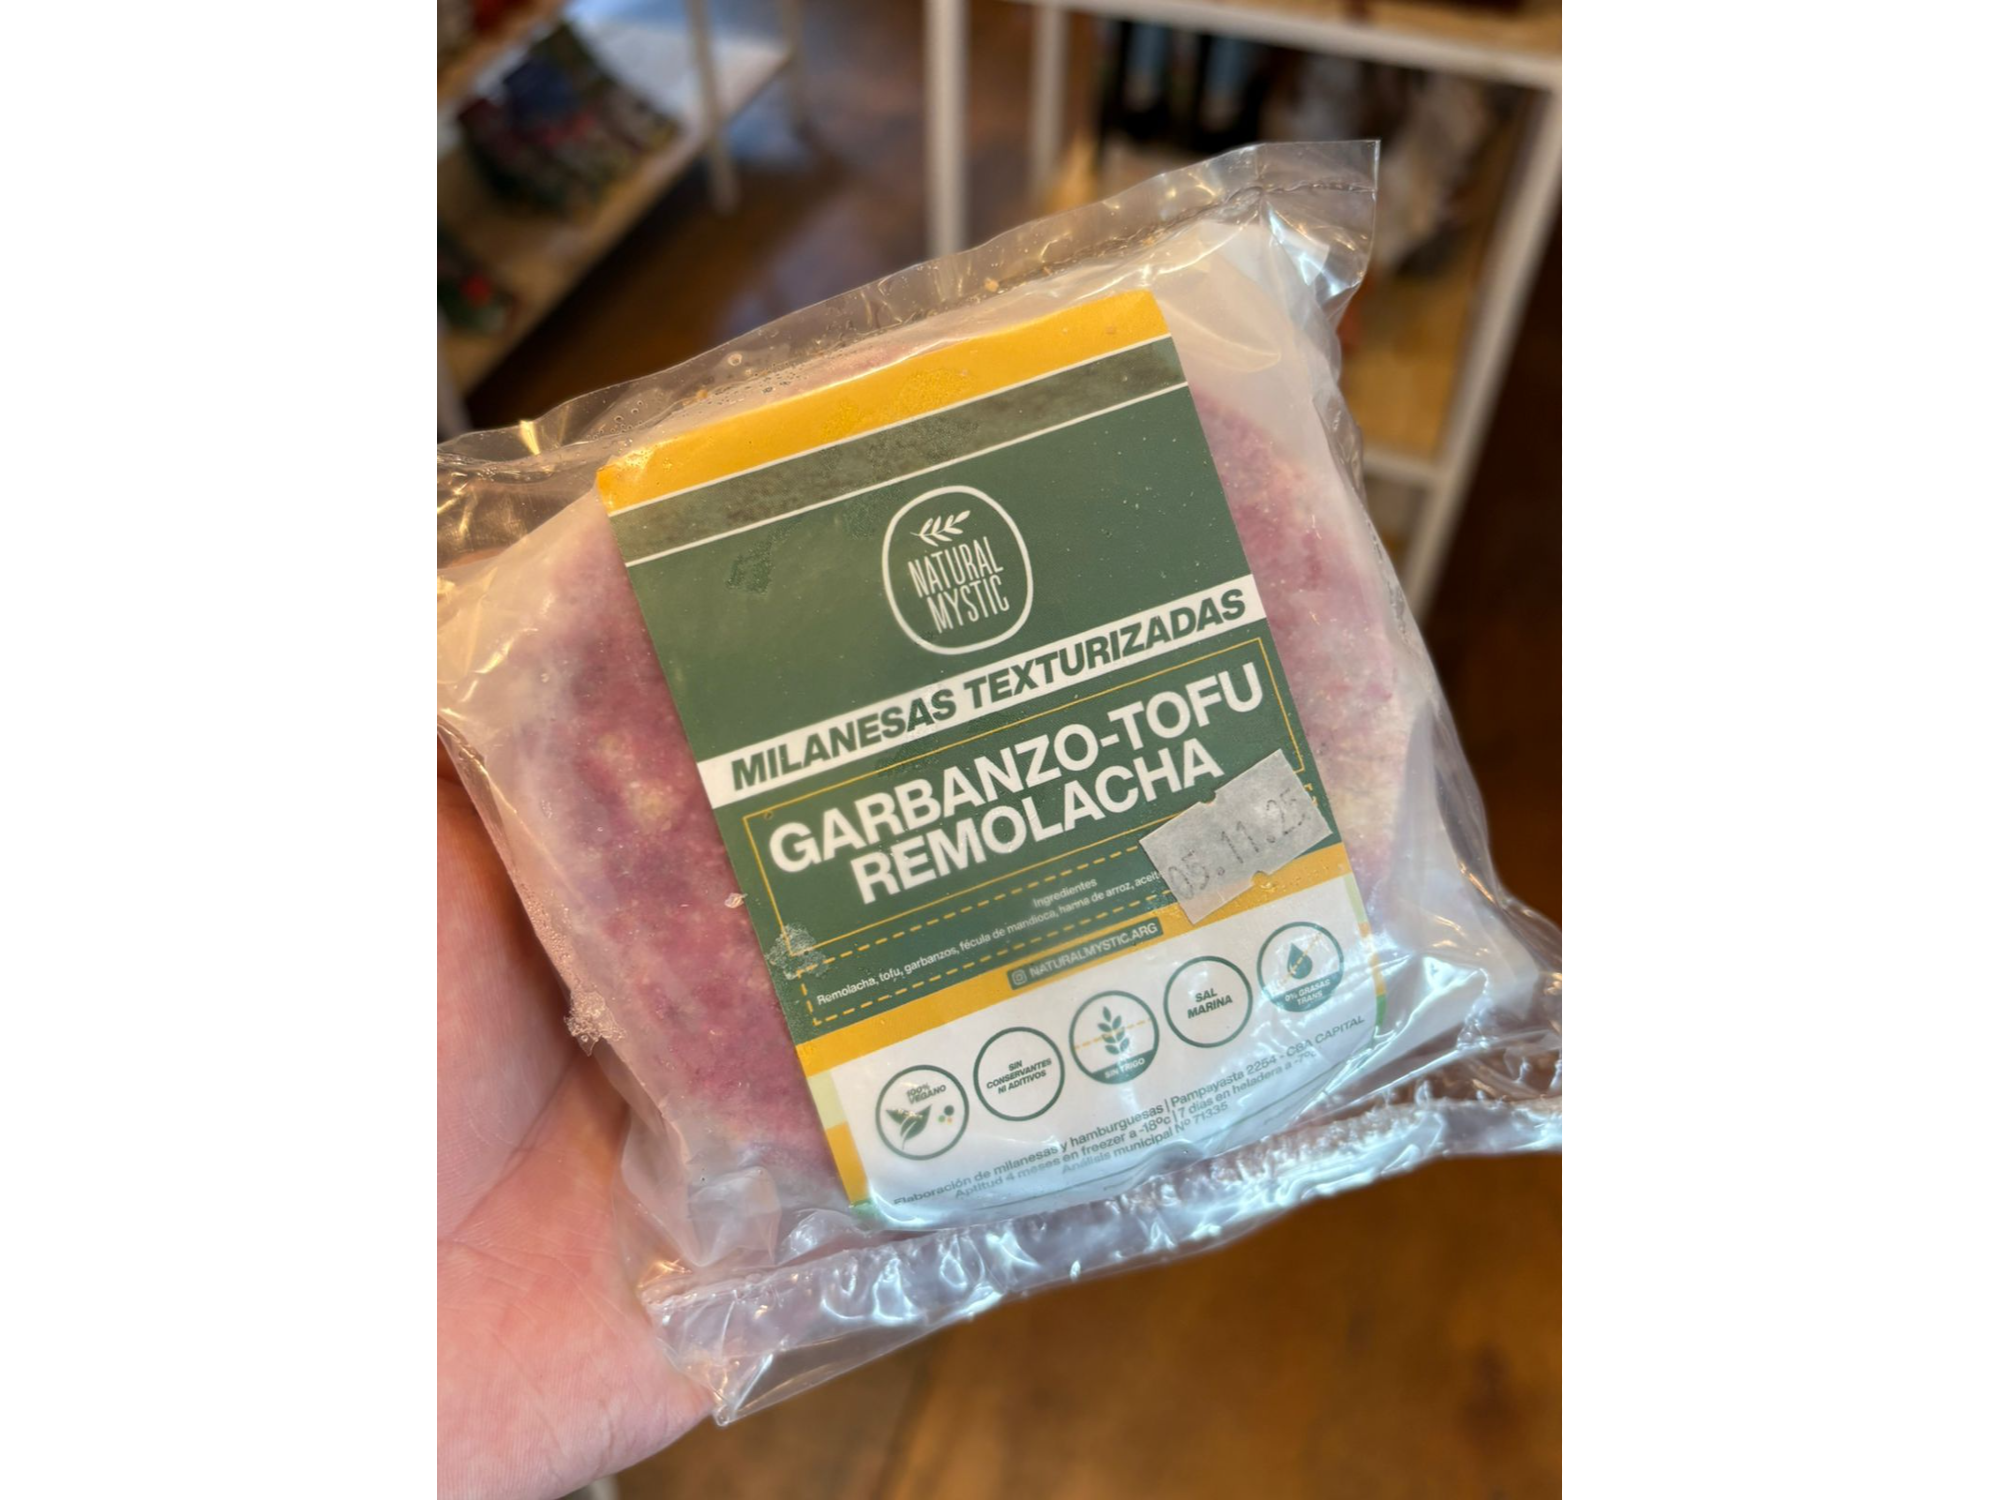 NATURAL
MYSTIC
MILANESAS TEXTURIZADAS
GARBANZO-TOFU
REMOLACHA
05.11.25
Ingredientes
Remolacha, tofu, garbanzos, fécula de mandioca, harina de arroz, aceit
NATURALMYSTIC.ARG
100%
VEGANO
SIN
CONSERVANTES
NI ADITIVOS
SIN TRIGO
SAL
MARINA
0% GRASAS
TRANS
Elaboración de milanesas y hamburguesas | Pampayasta 2254 - CBA CAPITAL
Aptitud 4 meses en freezer a -18ºc | 7 días en heladera a
Análisis municipal Nº 71335